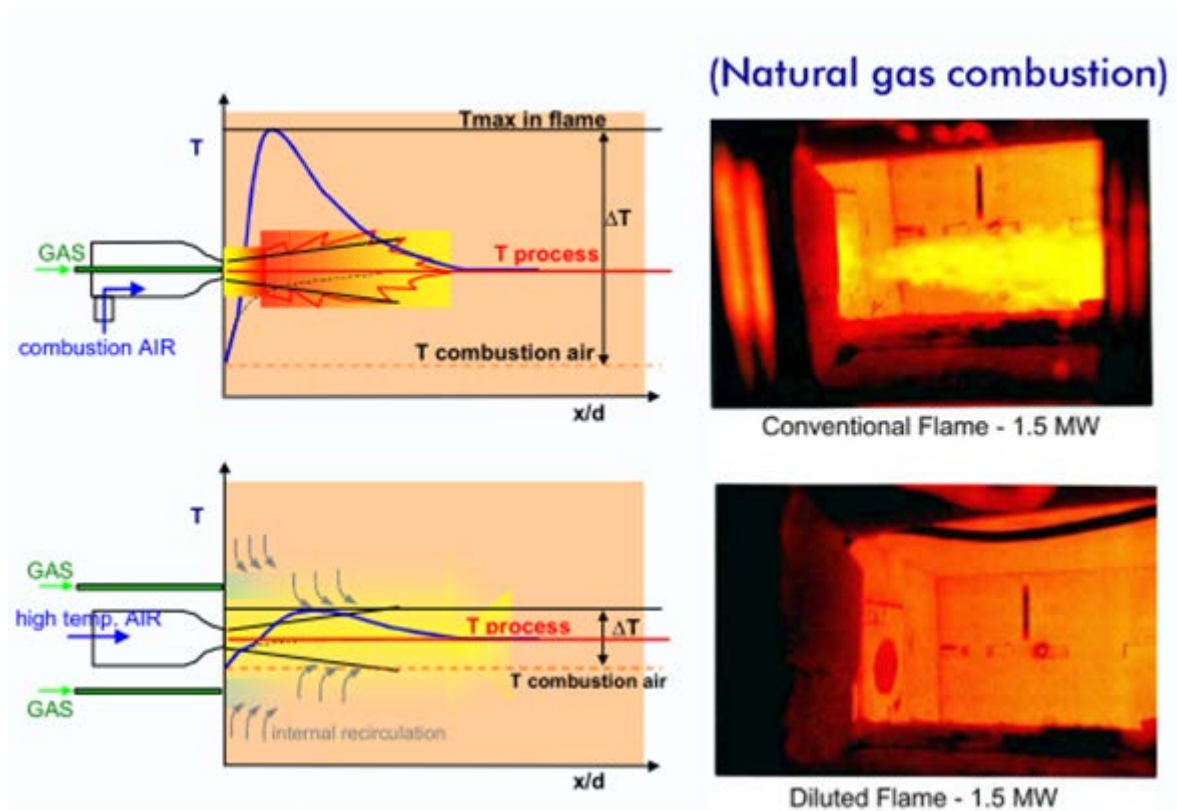 (Natural gas combustion)
Tmax in flame
T
ΔT
GAS
T process
combustion AIR
T combustion air
x/d
Conventional Flame - 1.5 MW
T
GAS
high temp. AIR
T process
ΔT
T combustion air
GAS
internal recirculation
x/d
Diluted Flame - 1.5 MW